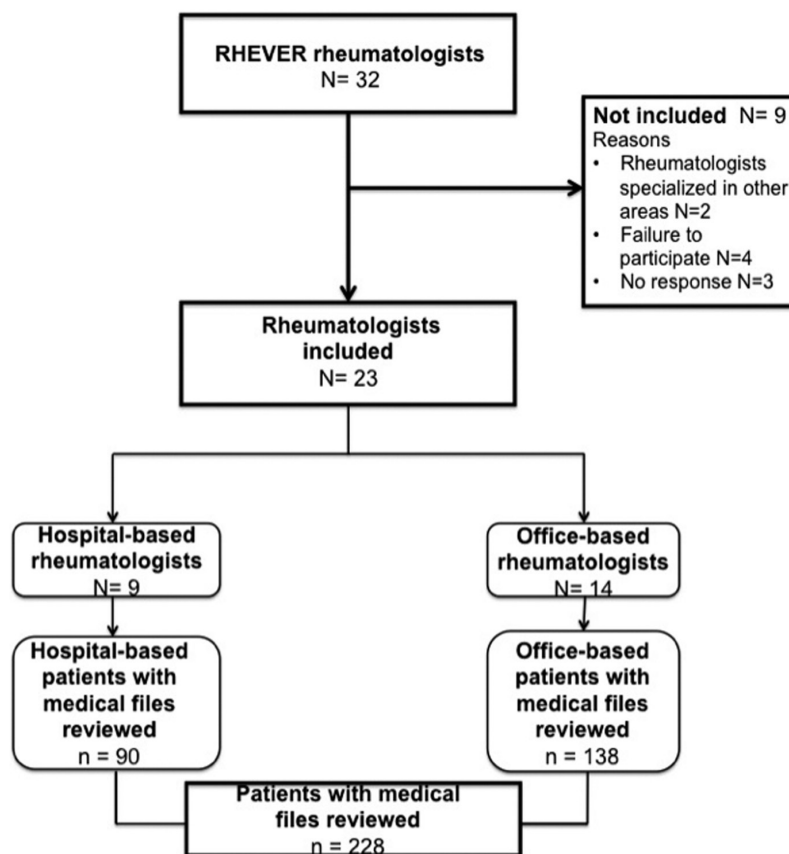 RHEVER rheumatologists
N= 32
Not included N= 9
Reasons
• Rheumatologists
specialized in other
areas N=2
• Failure to
participate N=4
• No response N=3
Rheumatologists
included
N= 23
Hospital-based
rheumatologists
N= 9
Office-based
rheumatologists
N= 14
Hospital-based
patients with
medical files
reviewed
n = 90
Office-based
patients with
medical files
reviewed
n = 138
Patients with medical
files reviewed
n = 228